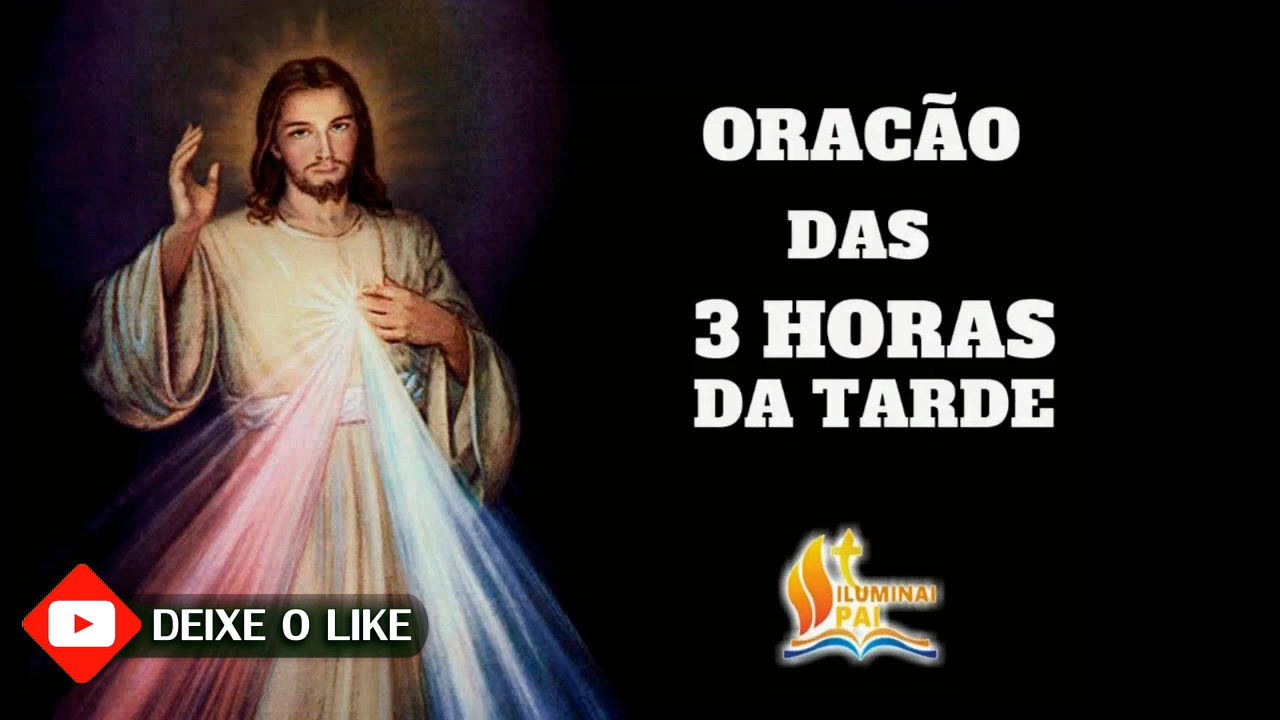 ORACÃO
DAS
3 HORAS
DA TARDE
ILUMINAI
PAI
DEIXE O LIKE